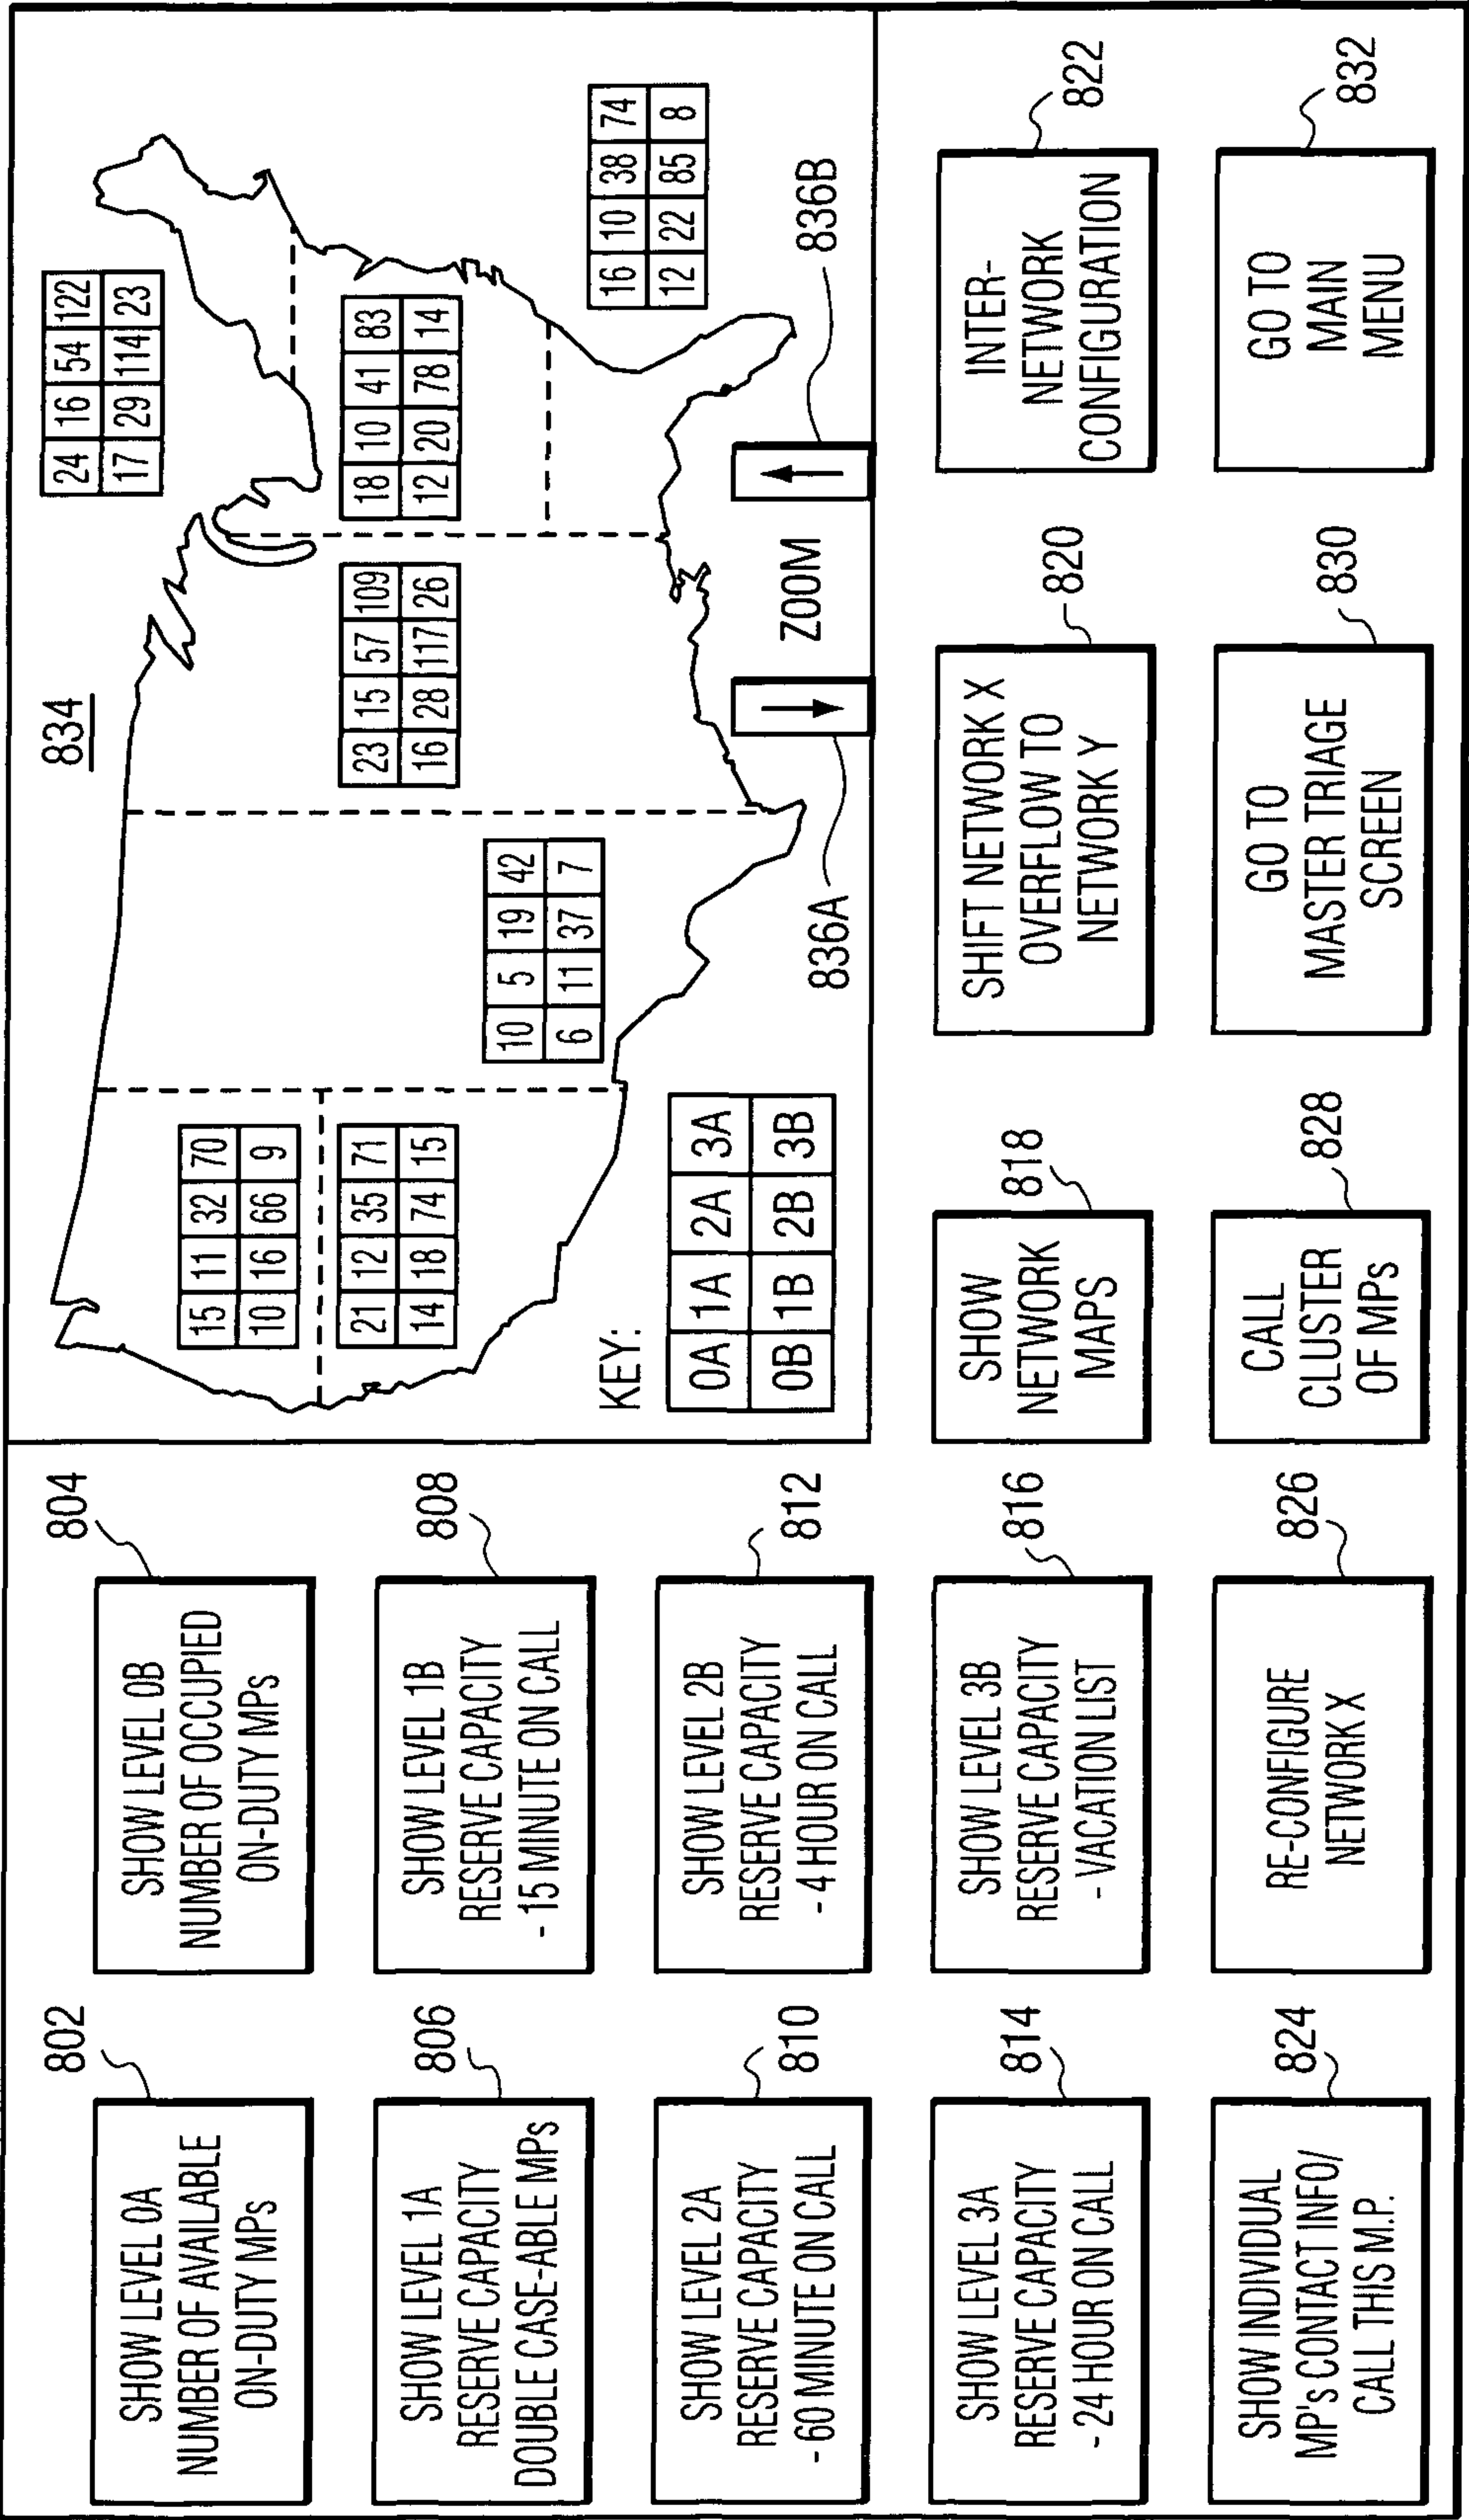 802
SHOW LEVEL 0A
NUMBER OF AVAILABLE
ON-DUTY MPs
804
SHOW LEVEL 0B
NUMBER OF OCCUPIED
ON-DUTY MPs
806
SHOW LEVEL 1A
RESERVE CAPACITY
DOUBLE CASE-ABLE MPs
808
SHOW LEVEL 1B
RESERVE CAPACITY
- 15 MINUTE ON CALL
810
SHOW LEVEL 2A
RESERVE CAPACITY
- 60 MINUTE ON CALL
812
SHOW LEVEL 2B
RESERVE CAPACITY
- 4 HOUR ON CALL
834
15 11 32 70
10 16 66 9
21 12 35 71
14 18 74 15
10 5 19 42
6 11 37 7
23 15 57 109
16 28 117 26
24 16 54 122
17 29 114 23
18 10 41 83
12 20 78 14
16 10 38 74
12 22 85 8
KEY:
0A 1A 2A 3A
0B 1B 2B 3B
836A
ZOOM
836B
814
SHOW LEVEL 3A
RESERVE CAPACITY
- 24 HOUR ON CALL
816
SHOW LEVEL 3B
RESERVE CAPACITY
- VACATION LIST
818
SHOW
NETWORK
MAPS
820
SHIFT NETWORK X
OVERFLOW TO
NETWORK Y
822
INTER-
NETWORK
CONFIGURATION
824
SHOW INDIVIDUAL
MP's CONTACT INFO/
CALL THIS M.P.
826
RE-CONFIGURE
NETWORK X
828
CALL
CLUSTER
OF MPs
830
GO TO
MASTER TRIAGE
SCREEN
832
GO TO
MAIN
MENU